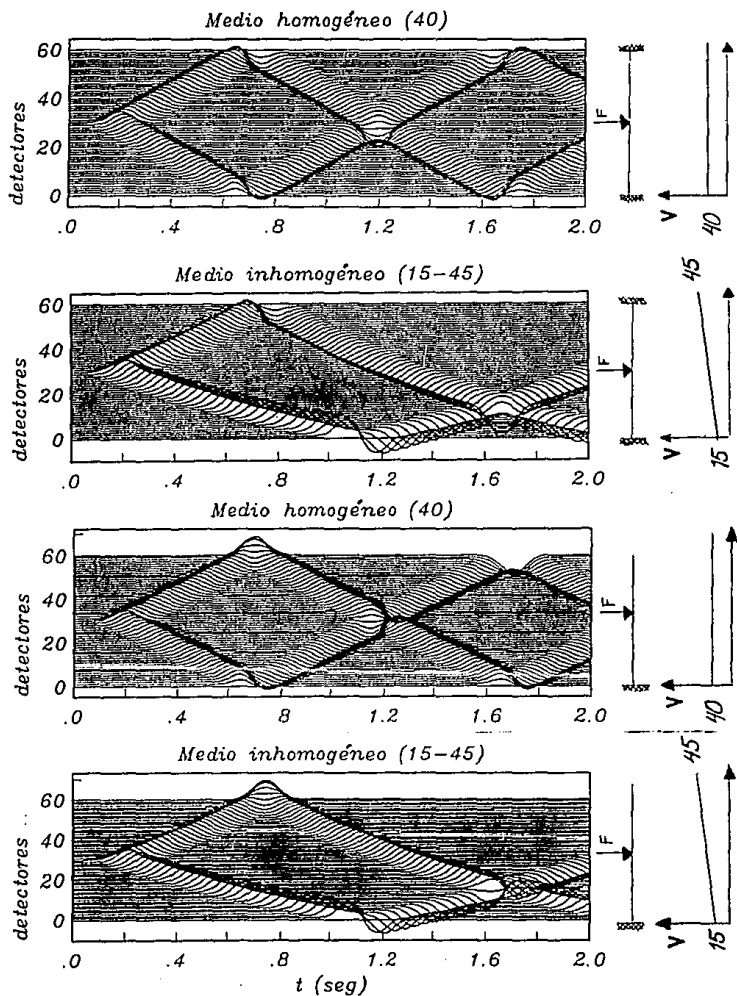 Medio homogéneo (40)
60
40
20
0
detectores
.0 .4 .8 1.2 1.6 2.0
F
V
40
Medio inhomogéneo (15-45)
60
40
20
0
detectores
.0 .4 .8 1.2 1.6 2.0
F
V
15
45
Medio homogéneo (40)
60
40
20
0
detectores
.0 .4 .8 1.2 1.6 2.0
F
V
40
Medio inhomogéneo (15-45)
60
40
20
0
detectores
.0 .4 .8 1.2 1.6 2.0
t (seg)
F
V
15
45